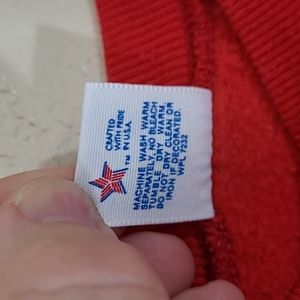 CRAFTED
WITH PRIDE
IN U.S.A.
TM
MACHINE WASH WARM
SEPARATELY, NO BLEACH
TUMBLE DRY WARM.
DO NOT DRY CLEAN OR
IRON IF DECORATED.
WPL 7232